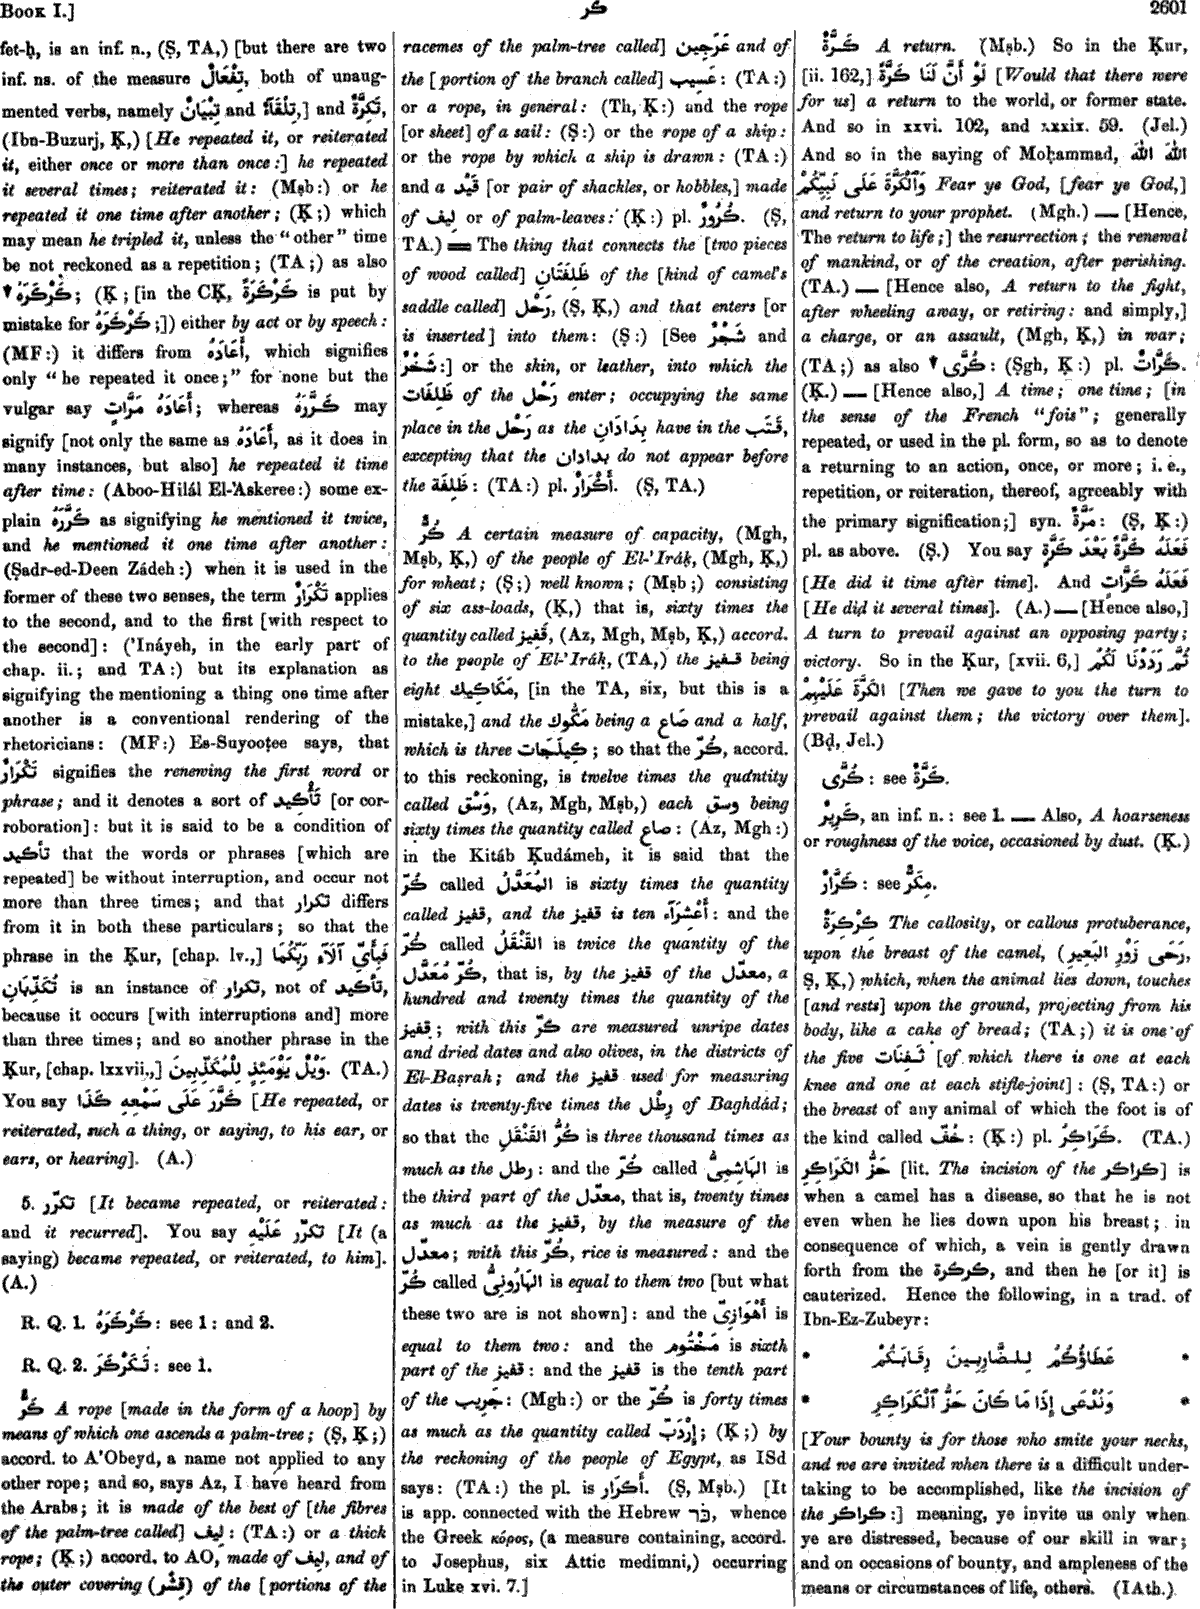 BOOK I.]
كر
2601
fet-ḥ, is an inf. n., (Ṣ, TA,) [but there are two
inf. ns. of the measure تِفْعَالٌ, both of unaug-
mented verbs, namely تِبْيَانٌ and تِلْقَآءٌ,] and تَكِرَّةٌ,
(Ibn-Buzurj, Ḳ,) [He repeated it, or reiterated
it, either once or more than once:] he repeated
it several times; reiterated it: (Mṣb:) or he
repeated it one time after another; (Ḳ;) which
may mean he tripled it, unless the “other” time
be not reckoned as a repetition; (TA;) as also
▼ كَرْكَرَهُ; (Ḳ; [in the CḲ, كَرْكَرَةً is put by
mistake for كَرْكَرَهُ;]) either by act or by speech:
(MF:) it differs from أَعَادَهُ, which signifies
only “he repeated it once;” for none but the
vulgar say أَعَادَهُ مَرَّاتٍ; whereas كَرَّرَهُ may
signify [not only the same as أَعَادَهُ, as it does in
many instances, but also] he repeated it time
after time: (Aboo-Hilál El-'Askeree:) some ex-
plain كَرَّرَهُ as signifying he mentioned it twice,
and he mentioned it one time after another:
(Ṣadr-ed-Deen Zádeh:) when it is used in the
former of these two senses, the term تَكْرَارٌ applies
to the second, and to the first [with respect to
the second]: ('Ináyeh, in the early part of
chap. ii.; and TA:) but its explanation as
signifying the mentioning a thing one time after
another is a conventional rendering of the
rhetoricians: (MF:) Es-Suyooṭee says, that
تَكْرَارٌ signifies the renewing the first word or
phrase; and it denotes a sort of تَأْكِيد [or cor-
roboration]: but it is said to be a condition of
تأكيد that the words or phrases [which are
repeated] be without interruption, and occur not
more than three times; and that تكرار differs
from it in both these particulars; so that the
phrase in the Ḳur, [chap. lv.,] فَبِأَىِّ آلَآءِ رَبِّكُمَا
تُكَذِّبَانِ is an instance of تكرار, not of تأكيد,
because it occurs [with interruptions and] more
than three times; and so another phrase in the
Ḳur, [chap. lxxvii.,] وَيْلٌ يَوْمَئِذٍ لِلْمُكَذِّبِينَ. (TA.)
You say كَرَّرَ عَلَى سَمْعِهِ كَذَا [He repeated, or
reiterated, such a thing, or saying, to his ear, or
ears, or hearing]. (A.)
5. تكرّر [It became repeated, or reiterated:
and it recurred]. You say تكرّر عَلَيْهِ [It (a
saying) became repeated, or reiterated, to him].
(A.)
R. Q. 1. كَرْكَرَهُ: see 1: and 2.
R. Q. 2. تَكَرْكَرَ: see 1.
كَرٌّ A rope [made in the form of a hoop] by
means of which one ascends a palm-tree; (Ṣ, Ḳ;)
accord. to A'Obeyd, a name not applied to any
other rope; and so, says Az, I have heard from
the Arabs; it is made of the best of [the fibres
of the palm-tree called] لِيف: (TA:) or a thick
rope; (Ḳ;) accord. to AO, made of لِيف, and of
the outer covering (قِشْر) of the [portions of the
racemes of the palm-tree called] عَرَاجِين and of
the [portion of the branch called] عَسِيب: (TA:)
or a rope, in general: (Th, Ḳ:) and the rope
[or sheet] of a sail: (Ṣ:) or the rope of a ship:
or the rope by which a ship is drawn: (TA:)
and a قَيْد [or pair of shackles, or hobbles,] made
of لِيف or of palm-leaves: (Ḳ:) pl. كُرُورٌ. (Ṣ,
TA.) ═ The thing that connects the [two pieces
of wood called] ظَلِفَتَانِ of the [kind of camel's
saddle called] رَحْل, (Ṣ, Ḳ,) and that enters [or
is inserted] into them: (Ṣ:) [See شَجْرٌ and
شَخْرٌ:] or the skin, or leather, into which the
ظَلِفَات of the رَحْل enter; occupying the same
place in the رَحْل as the بِدَادَانِ have in the قَتَب,
excepting that the بدادان do not appear before
the ظَلِفَة: (TA:) pl. أَكْرَارٌ. (Ṣ, TA.)
كُرٌّ A certain measure of capacity, (Mgh,
Mṣb, Ḳ,) of the people of El-'Iráḳ, (Mgh, Ḳ,)
for wheat; (Ṣ;) well known; (Mṣb;) consisting
of six ass-loads, (Ḳ,) that is, sixty times the
quantity called قَفِيز, (Az, Mgh, Mṣb, Ḳ,) accord.
to the people of El-'Iráḳ, (TA,) the قفيز being
eight مَكَاكِيك, [in the TA, six, but this is a
mistake,] and the مَكُّوك being a صَاع and a half,
which is three كِيلَجَات; so that the كُرّ, accord.
to this reckoning, is twelve times the quantity
called وَسْق, (Az, Mgh, Mṣb,) each وسق being
sixty times the quantity called صاع: (Az, Mgh:)
in the Kitáb Ḳudámeh, it is said that the
كُرّ called المُعَدَّلُ is sixty times the quantity
called قفيز, and the قفيز is ten أَعْشِرَآء: and the
كُرّ called القَنْقَلُ is twice the quantity of the
كُرّ مُعَدَّل, that is, by the قفيز of the معدّل, a
hundred and twenty times the quantity of the
قفيز; with this كُرّ are measured unripe dates
and dried dates and also olives, in the districts of
El-Baṣrah; and the قفيز used for measuring
dates is twenty-five times the رِطْل of Baghdád;
so that the كُرُّ القَنْقَلِ is three thousand times as
much as the رطل: and the كُرّ called الهَاشِمِىُّ is
the third part of the معدّل, that is, twenty times
as much as the قفيز, by the measure of the
معدّل; with this كُرّ, rice is measured: and the
كُرّ called الهَارُونِىُّ is equal to them two [but what
these two are is not shown]: and the أَهْوَازِىّ is
equal to them two: and the مَخْتُوم is sixth
part of the قفيز: and the قفيز is the tenth part
of the جَرِيب: (Mgh:) or the كُرّ is forty times
as much as the quantity called إِرْدَبّ; (Ḳ;) by
the reckoning of the people of Egypt, as ISd
says: (TA:) the pl. is أَكْرَار. (Ṣ, Mṣb.) [It
is app. connected with the Hebrew כֹּר, whence
the Greek κόρος, (a measure containing, accord.
to Josephus, six Attic medimni,) occurring
in Luke xvi. 7.]
كَرَّةٌ A return. (Mṣb.) So in the Ḳur,
[ii. 162,] لَوْ أَنَّ لَنَا كَرَّةً [Would that there were
for us] a return to the world, or former state.
And so in xxvi. 102, and xxxix. 59. (Jel.)
And so in the saying of Moḥammad, اللّٰهَ اللّٰهَ
وَٱلْكَرَّةَ عَلَى نَبِيِّكُمْ Fear ye God, [fear ye God,]
and return to your prophet. (Mgh.) — [Hence,
The return to life;] the resurrection; the renewal
of mankind, or of the creation, after perishing.
(TA.) — [Hence also, A return to the fight,
after wheeling away, or retiring: and simply,]
a charge, or an assault, (Mgh, Ḳ,) in war;
(TA;) as also ▼ كُرَّى: (Ṣgh, Ḳ:) pl. كَرَّاتٌ.
(Ḳ.) — [Hence also,] A time; one time; [in
the sense of the French “fois”; generally
repeated, or used in the pl. form, so as to denote
a returning to an action, once, or more; i. e.,
repetition, or reiteration, thereof, agreeably with
the primary signification;] syn. مَرَّةٌ: (Ṣ, Ḳ:)
pl. as above. (Ṣ.) You say فَعَلَهُ كَرَّةً بَعْدَ كَرَّةٍ
[He did it time after time]. And فَعَلَهُ كَرَّاتٍ
[He did it several times]. (A.) — [Hence also,]
A turn to prevail against an opposing party;
victory. So in the Ḳur, [xvii. 6,] ثُمَّ رَدَدْنَا لَكُمُ
الكَرَّةَ عَلَيْهِمْ [Then we gave to you the turn to
prevail against them; the victory over them].
(Bḍ, Jel.)
كُرَّى: see كَرَّةٌ.
كَرِيرٌ, an inf. n.: see 1. — Also, A hoarseness
or roughness of the voice, occasioned by dust. (Ḳ.)
كَرَّارٌ: see مِكَرٌّ.
كِرْكِرَةٌ The callosity, or callous protuberance,
upon the breast of the camel, (رَحَى زَوْرِ البَعِيرِ,
Ṣ, Ḳ,) which, when the animal lies down, touches
[and rests] upon the ground, projecting from his
body, like a cake of bread; (TA;) it is one of
the five ثَفِنَات [of which there is one at each
knee and one at each stifle-joint]: (Ṣ, TA:) or
the breast of any animal of which the foot is of
the kind called خُفّ: (Ḳ:) pl. كَرَاكِرُ. (TA.)
حَزُّ الكَرَاكِرِ [lit. The incision of the كراكر] is
when a camel has a disease, so that he is not
even when he lies down upon his breast; in
consequence of which, a vein is gently drawn
forth from the كركرة, and then he [or it] is
cauterized. Hence the following, in a trad. of
Ibn-Ez-Zubeyr:
* عَطَاؤُكُمُ لِلضَّارِبِينَ رِقَابَكُمْ *
* وَنُدْعَى إِذَا مَا كَانَ حَزُّ ٱلْكَرَاكِرِ *
[Your bounty is for those who smite your necks,
and we are invited when there is a difficult under-
taking to be accomplished, like the incision of
the كراكر:] meaning, ye invite us only when
ye are distressed, because of our skill in war;
and on occasions of bounty, and ampleness of the
means or circumstances of life, others. (IAth.)